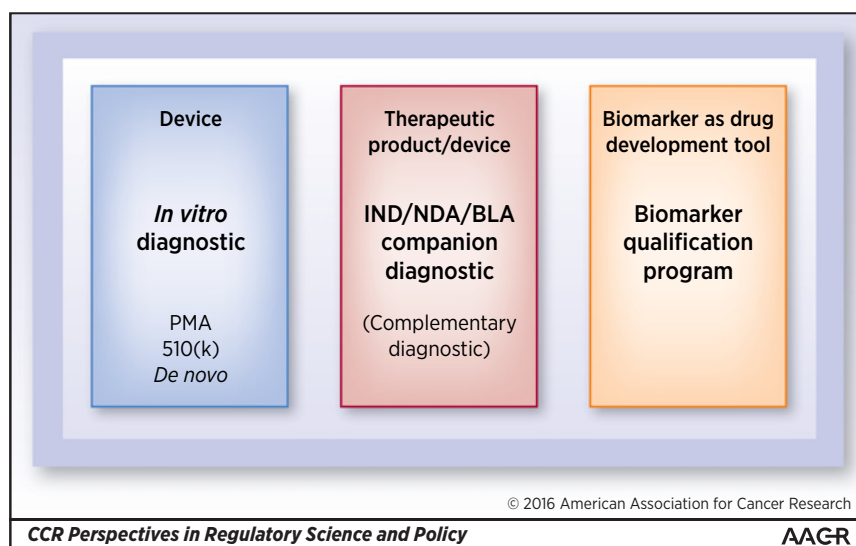 Device
In vitro
diagnostic
PMA
510(k)
De novo
Therapeutic
product/device
IND/NDA/BLA
companion
diagnostic
(Complementary
diagnostic)
Biomarker as drug
development tool
Biomarker
qualification
program
© 2016 American Association for Cancer Research
CCR Perspectives in Regulatory Science and Policy
AACR